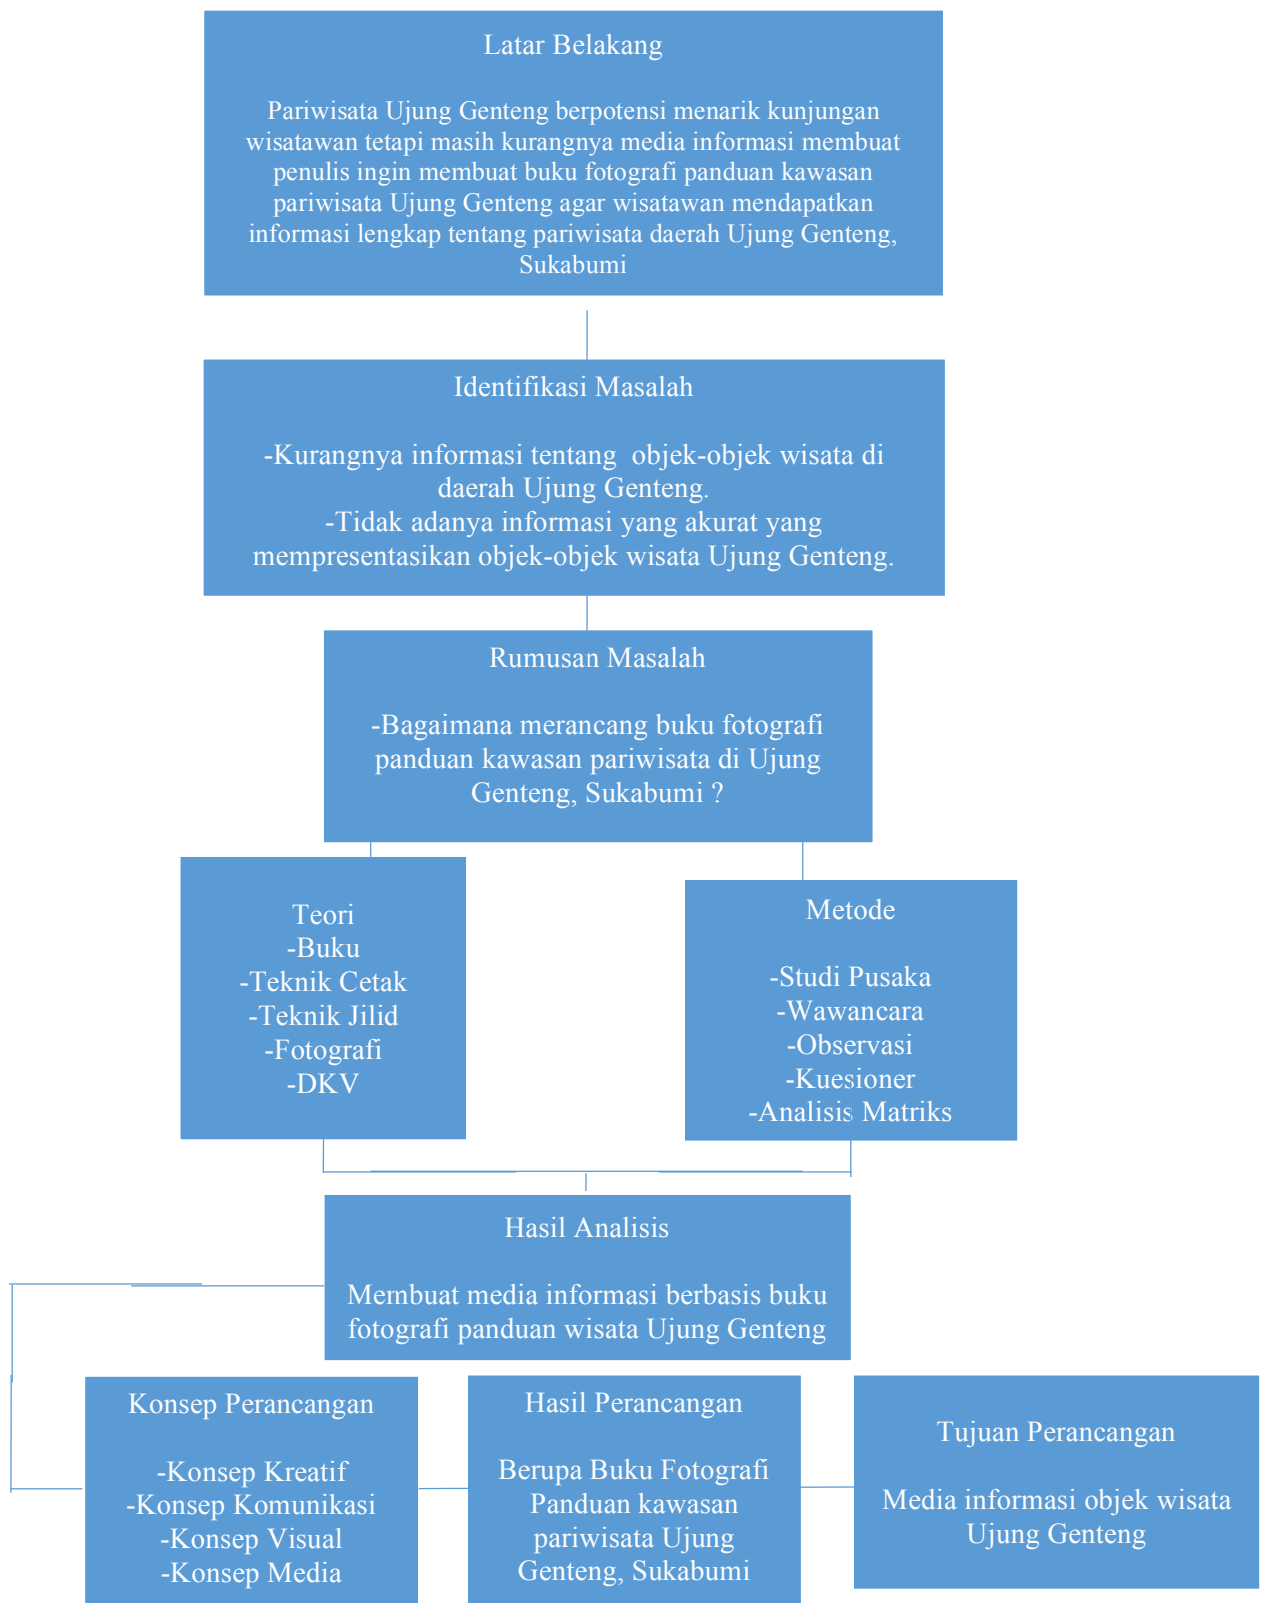 Latar Belakang
Pariwisata Ujung Genteng berpotensi menarik kunjungan
wisatawan tetapi masih kurangnya media informasi membuat
penulis ingin membuat buku fotografi panduan kawasan
pariwisata Ujung Genteng agar wisatawan mendapatkan
informasi lengkap tentang pariwisata daerah Ujung Genteng,
Sukabumi
Identifikasi Masalah
-Kurangnya informasi tentang  objek-objek wisata di
daerah Ujung Genteng.
-Tidak adanya informasi yang akurat yang
mempresentasikan objek-objek wisata Ujung Genteng.
Rumusan Masalah
-Bagaimana merancang buku fotografi
panduan kawasan pariwisata di Ujung
Genteng, Sukabumi ?
Teori
-Buku
-Teknik Cetak
-Teknik Jilid
-Fotografi
-DKV
Metode
-Studi Pusaka
-Wawancara
-Observasi
-Kuesioner
-Analisis Matriks
Hasil Analisis
Membuat media informasi berbasis buku
fotografi panduan wisata Ujung Genteng
Konsep Perancangan
-Konsep Kreatif
-Konsep Komunikasi
-Konsep Visual
-Konsep Media
Hasil Perancangan
Berupa Buku Fotografi
Panduan kawasan
pariwisata Ujung
Genteng, Sukabumi
Tujuan Perancangan
Media informasi objek wisata
Ujung Genteng